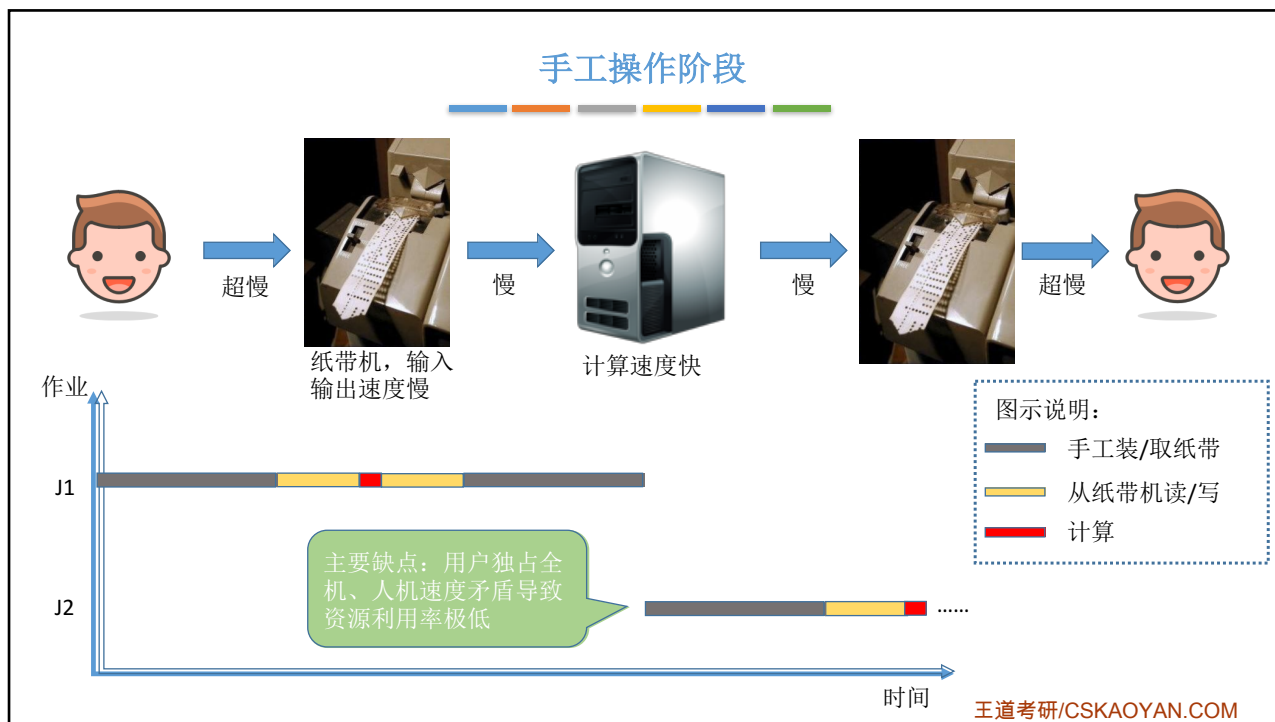 手工操作阶段
超慢
慢
慢
超慢
纸带机，输入
输出速度慢
计算速度快
作业
图示说明：
手工装/取纸带
从纸带机读/写
计算
J1
主要缺点：用户独占全
机、人机速度矛盾导致
资源利用率极低
J2
......
时间
王道考研/CSKAOYAN.COM